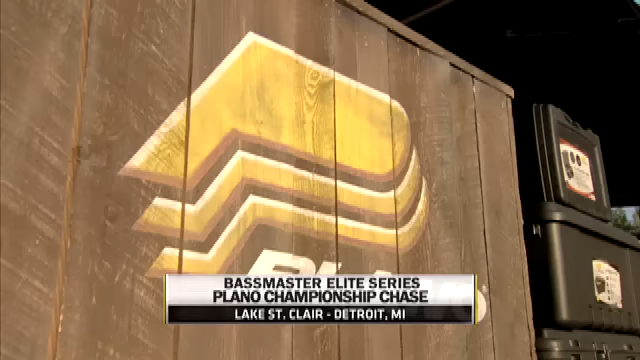 BASSMASTER ELITE SERIES
PLANO CHAMPIONSHIP CHASE
LAKE ST. CLAIR - DETROIT, MI